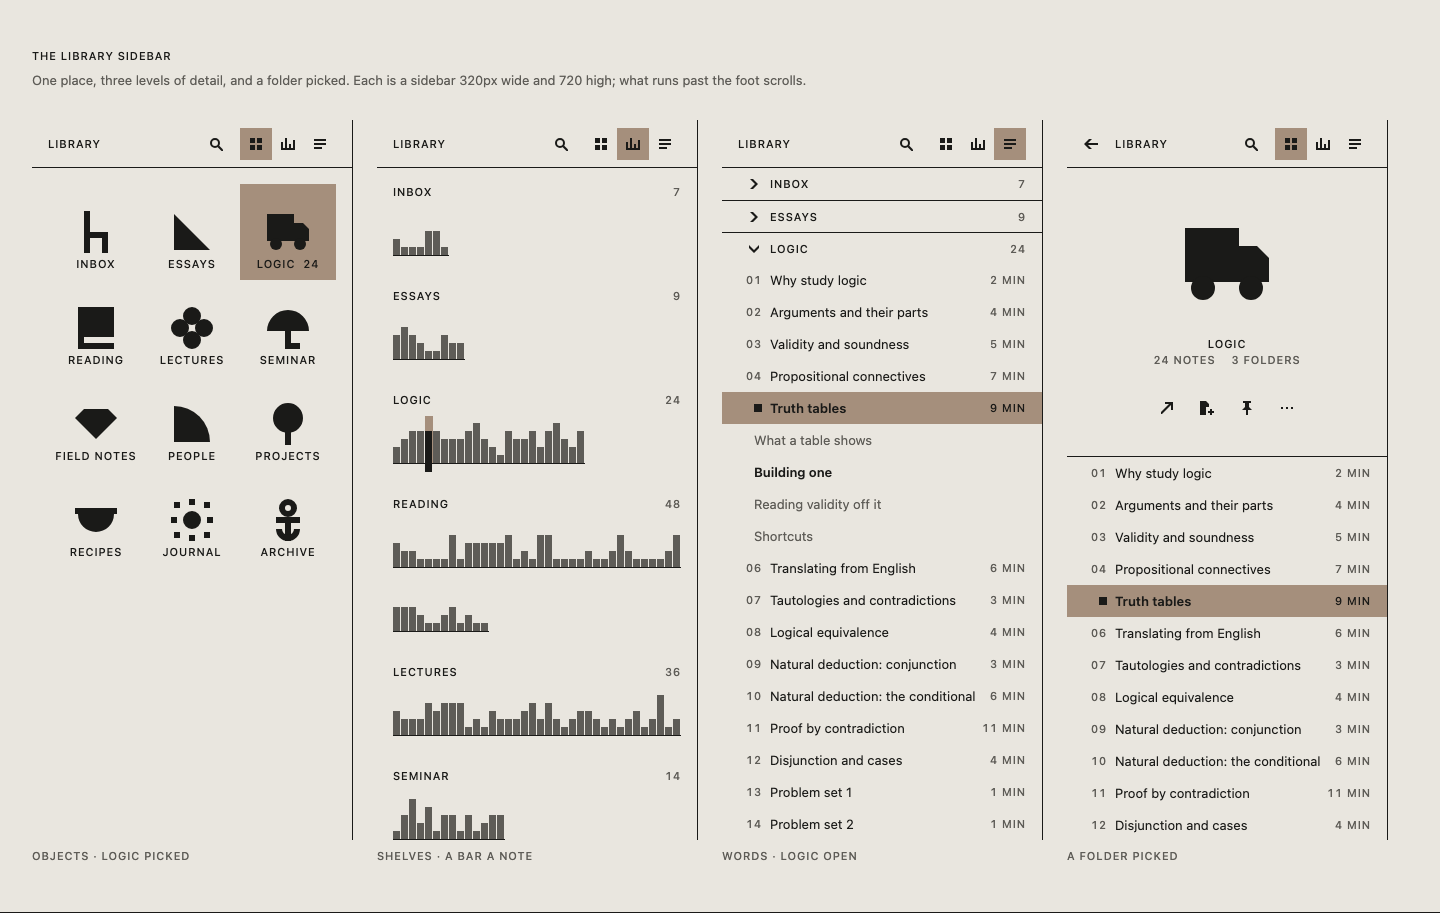 THE LIBRARY SIDEBAR
One place, three levels of detail, and a folder picked. Each is a sidebar 320px wide and 720 high; what runs past the foot scrolls.
LIBRARY
INBOX
ESSAYS
LOGIC 24
READING
LECTURES
SEMINAR
FIELD NOTES
PEOPLE
PROJECTS
RECIPES
JOURNAL
ARCHIVE
OBJECTS · LOGIC PICKED
LIBRARY
INBOX 7
ESSAYS 9
LOGIC 24
READING 48
LECTURES 36
SEMINAR 14
SHELVES · A BAR A NOTE
LIBRARY
INBOX 7
ESSAYS 9
LOGIC 24
01 Why study logic 2 MIN
02 Arguments and their parts 4 MIN
03 Validity and soundness 5 MIN
04 Propositional connectives 7 MIN
Truth tables 9 MIN
What a table shows
Building one
Reading validity off it
Shortcuts
06 Translating from English 6 MIN
07 Tautologies and contradictions 3 MIN
08 Logical equivalence 4 MIN
09 Natural deduction: conjunction 3 MIN
10 Natural deduction: the conditional 6 MIN
11 Proof by contradiction 11 MIN
12 Disjunction and cases 4 MIN
13 Problem set 1 1 MIN
14 Problem set 2 1 MIN
WORDS · LOGIC OPEN
LIBRARY
LOGIC
24 NOTES 3 FOLDERS
01 Why study logic 2 MIN
02 Arguments and their parts 4 MIN
03 Validity and soundness 5 MIN
04 Propositional connectives 7 MIN
Truth tables 9 MIN
06 Translating from English 6 MIN
07 Tautologies and contradictions 3 MIN
08 Logical equivalence 4 MIN
09 Natural deduction: conjunction 3 MIN
10 Natural deduction: the conditional 6 MIN
11 Proof by contradiction 11 MIN
12 Disjunction and cases 4 MIN
A FOLDER PICKED